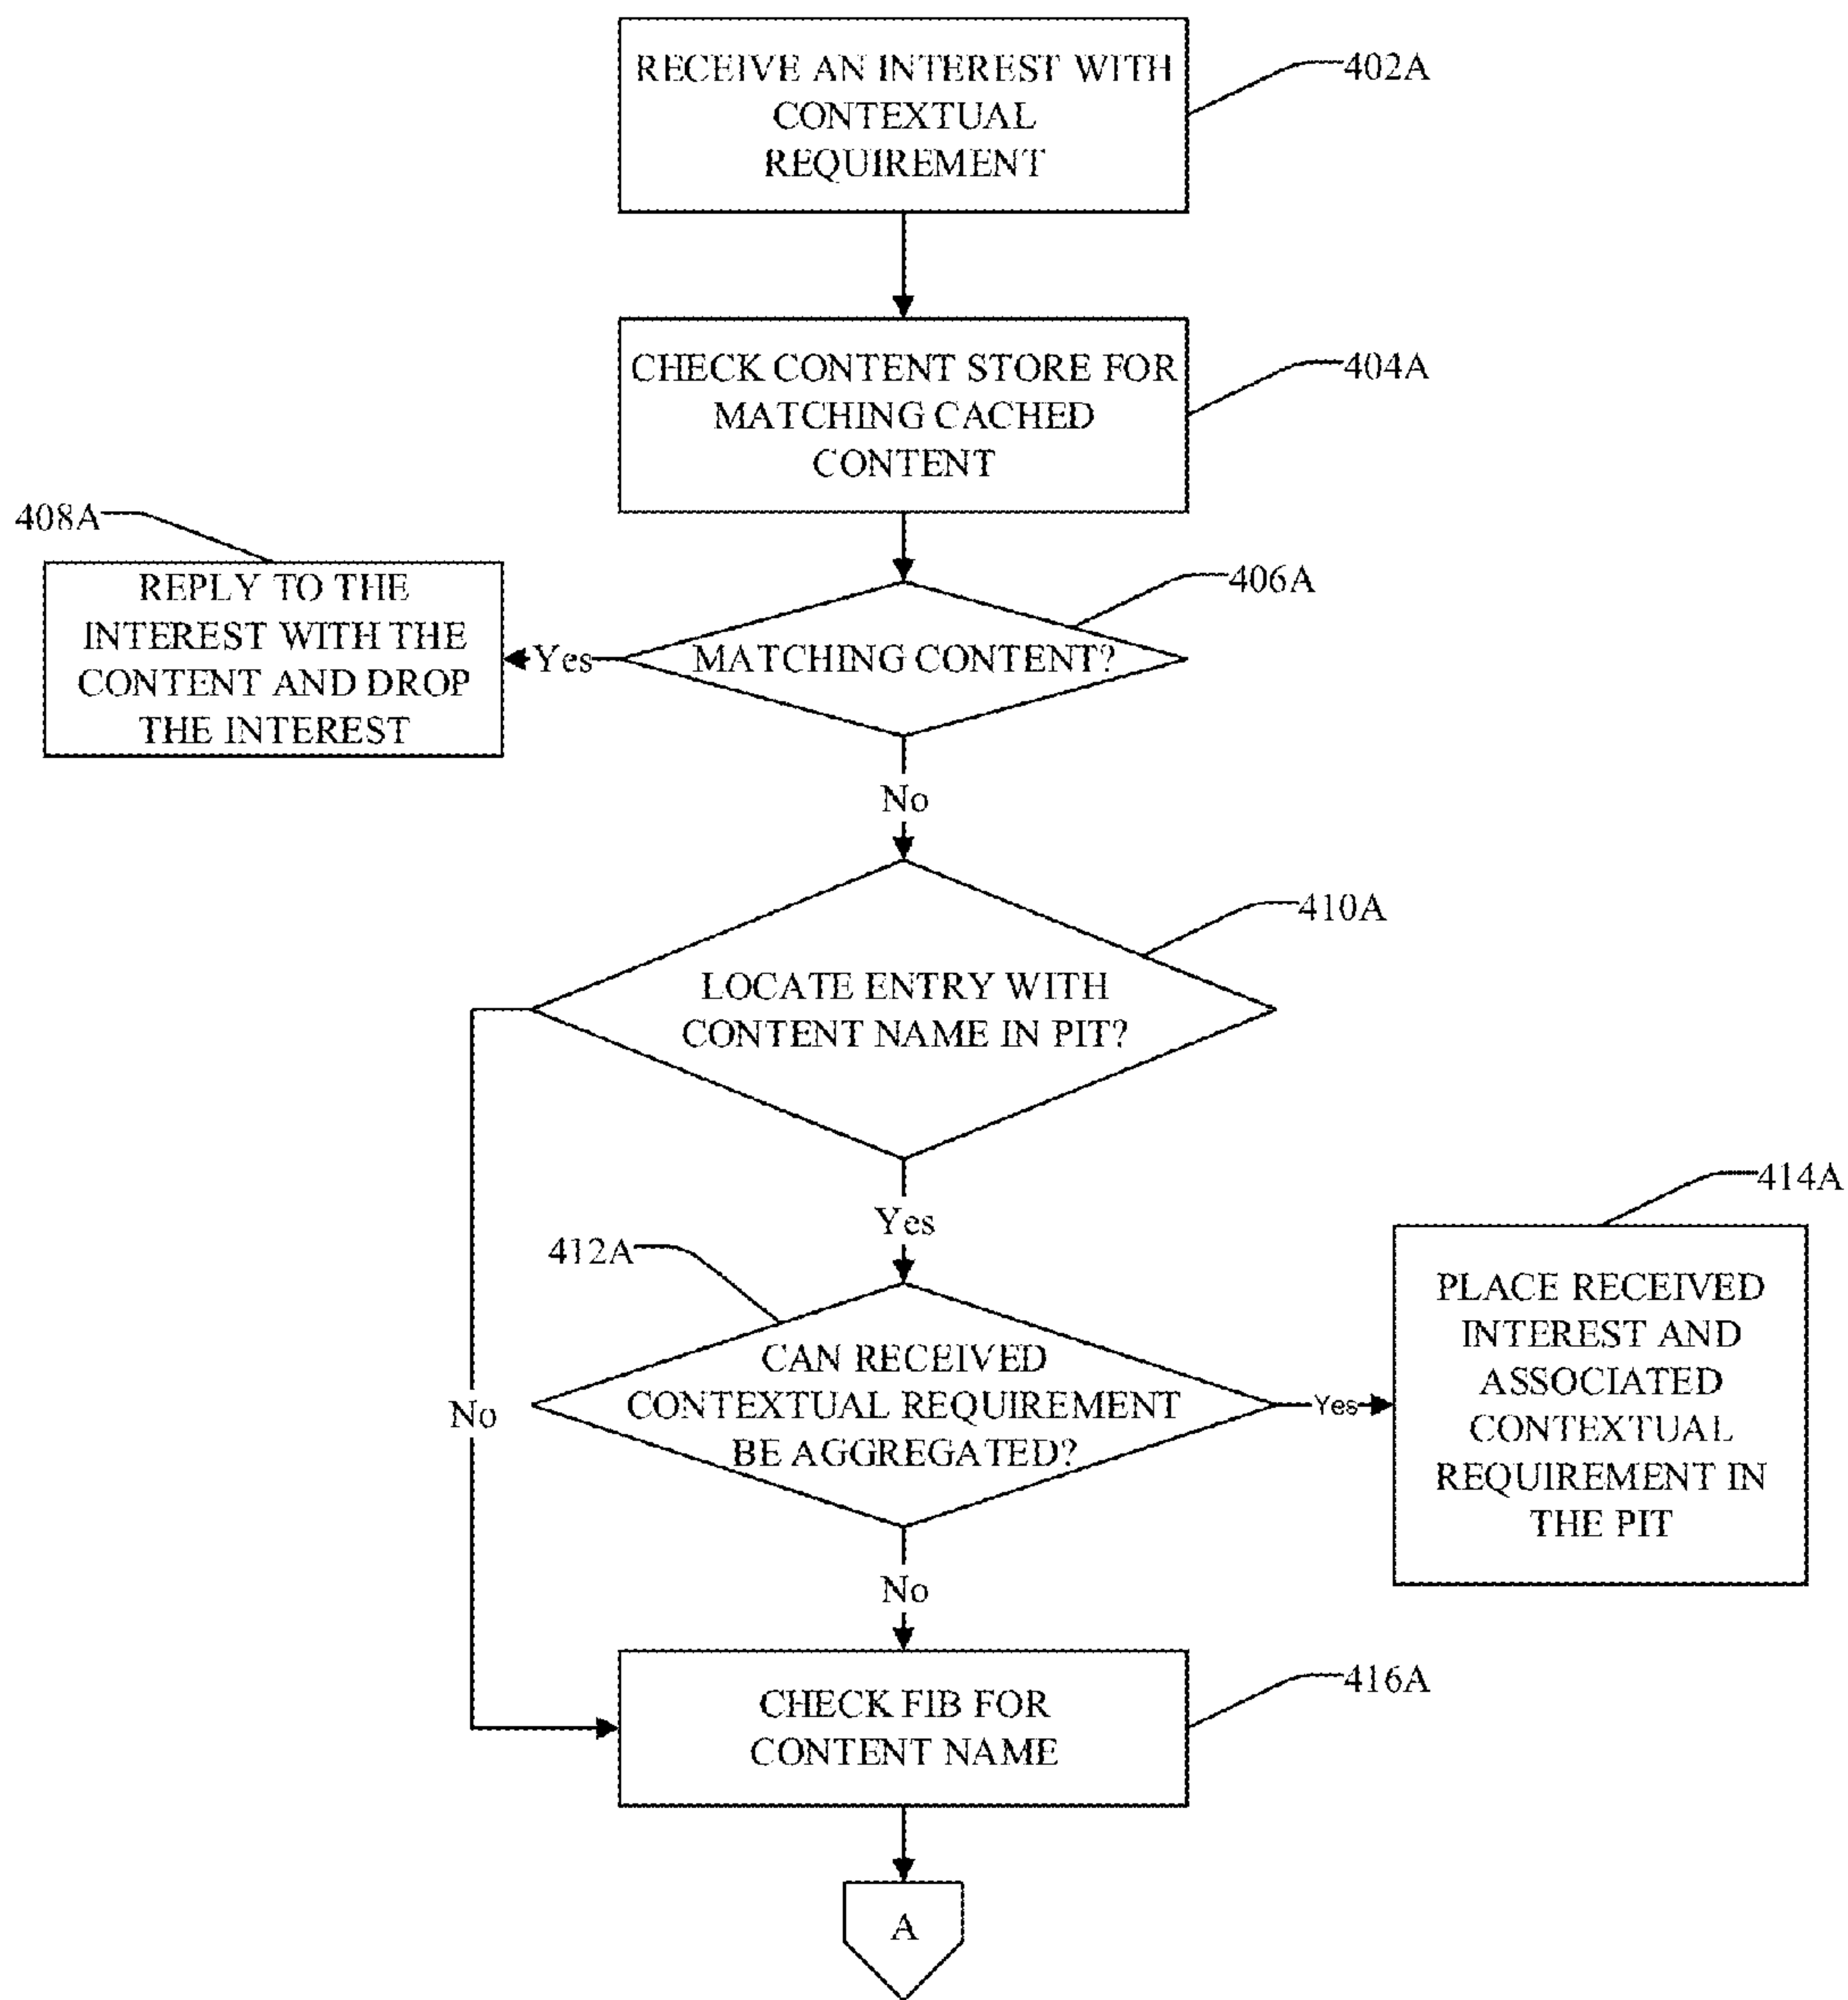 RECEIVE AN INTEREST WITH
CONTEXTUAL
REQUIREMENT
402A
CHECK CONTENT STORE FOR
MATCHING CACHED
CONTENT
404A
408A
REPLY TO THE
INTEREST WITH THE
CONTENT AND DROP
THE INTEREST
Yes
MATCHING CONTENT?
406A
No
410A
LOCATE ENTRY WITH
CONTENT NAME IN PIT?
Yes
412A
CAN RECEIVED
CONTEXTUAL REQUIREMENT
BE AGGREGATED?
Yes
414A
PLACE RECEIVED
INTEREST AND
ASSOCIATED
CONTEXTUAL
REQUIREMENT IN
THE PIT
No
No
CHECK FIB FOR
CONTENT NAME
416A
A